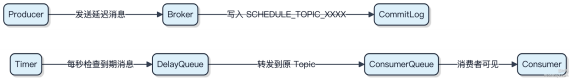 Producer 发送延迟消息 Broker 写入 SCHEDULE_TOPIC_XXXX CommitLog
Timer 每秒检查到期消息 DelayQueue 转发到原 Topic ConsumerQueue 消费者可见 Consumer